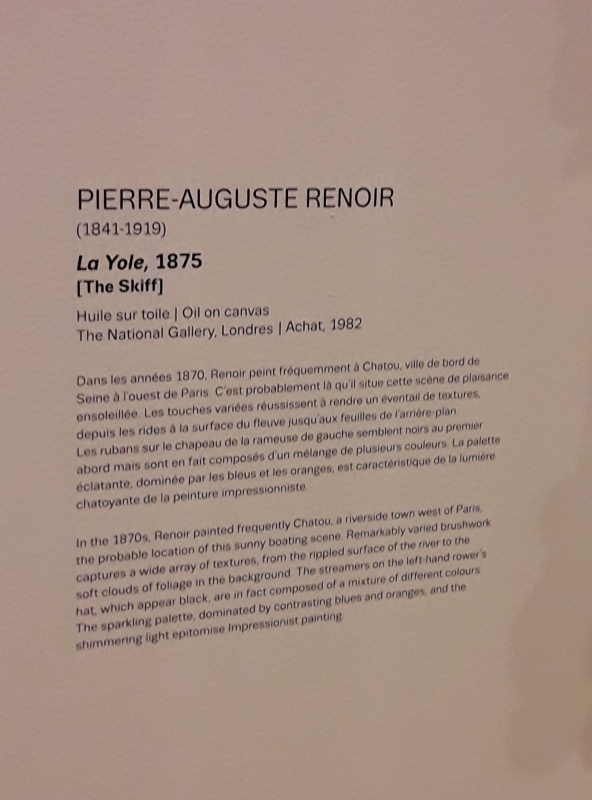 PIERRE-AUGUSTE RENOIR
(1841-1919)
La Yole, 1875
[The Skiff]
Huile sur toile | Oil on canvas
The National Gallery, Londres | Achat, 1982
Dans les années 1870, Renoir peint fréquemment à Chatou, ville de bord de
Seine à l'ouest de Paris. C'est probablement là qu'il situe cette scène de plaisance
ensoleillée. Les touches variées réussissent à rendre un éventail de textures,
depuis les rides à la surface du fleuve jusqu'aux feuilles de l'arrière-plan.
Les rubans sur le chapeau de la rameuse de gauche semblent noirs au premier
abord mais sont en fait composés d'un mélange de plusieurs couleurs. La palette
éclatante, dominée par les bleus et les oranges, est caractéristique de la lumière
chatoyante de la peinture impressionniste.
In the 1870s, Renoir painted frequently Chatou, a riverside town west of Paris,
the probable location of this sunny boating scene. Remarkably varied brushwork
captures a wide array of textures, from the rippled surface of the river to the
soft clouds of foliage in the background. The streamers on the left-hand rower's
hat, which appear black, are in fact composed of a mixture of different colours.
The sparkling palette, dominated by contrasting blues and oranges, and the
shimmering light epitomise Impressionist painting.